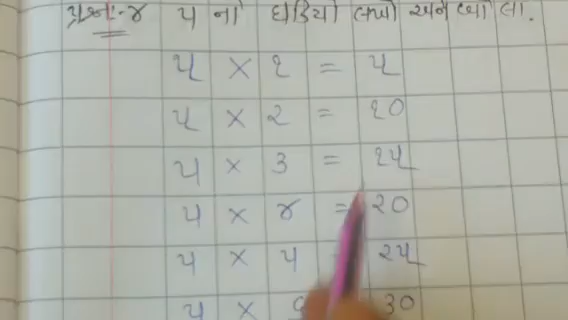 પ્રશ્ન-૪ ૫ નો ઘડિયો લખો અને બોલો.
૫ × ૧ = ૫
૫ × ૨ = ૧૦
૫ × ૩ = ૧૫
૫ × ૪ = ૨૦
૫ × ૫ ૨૫
૫ × ૩૦